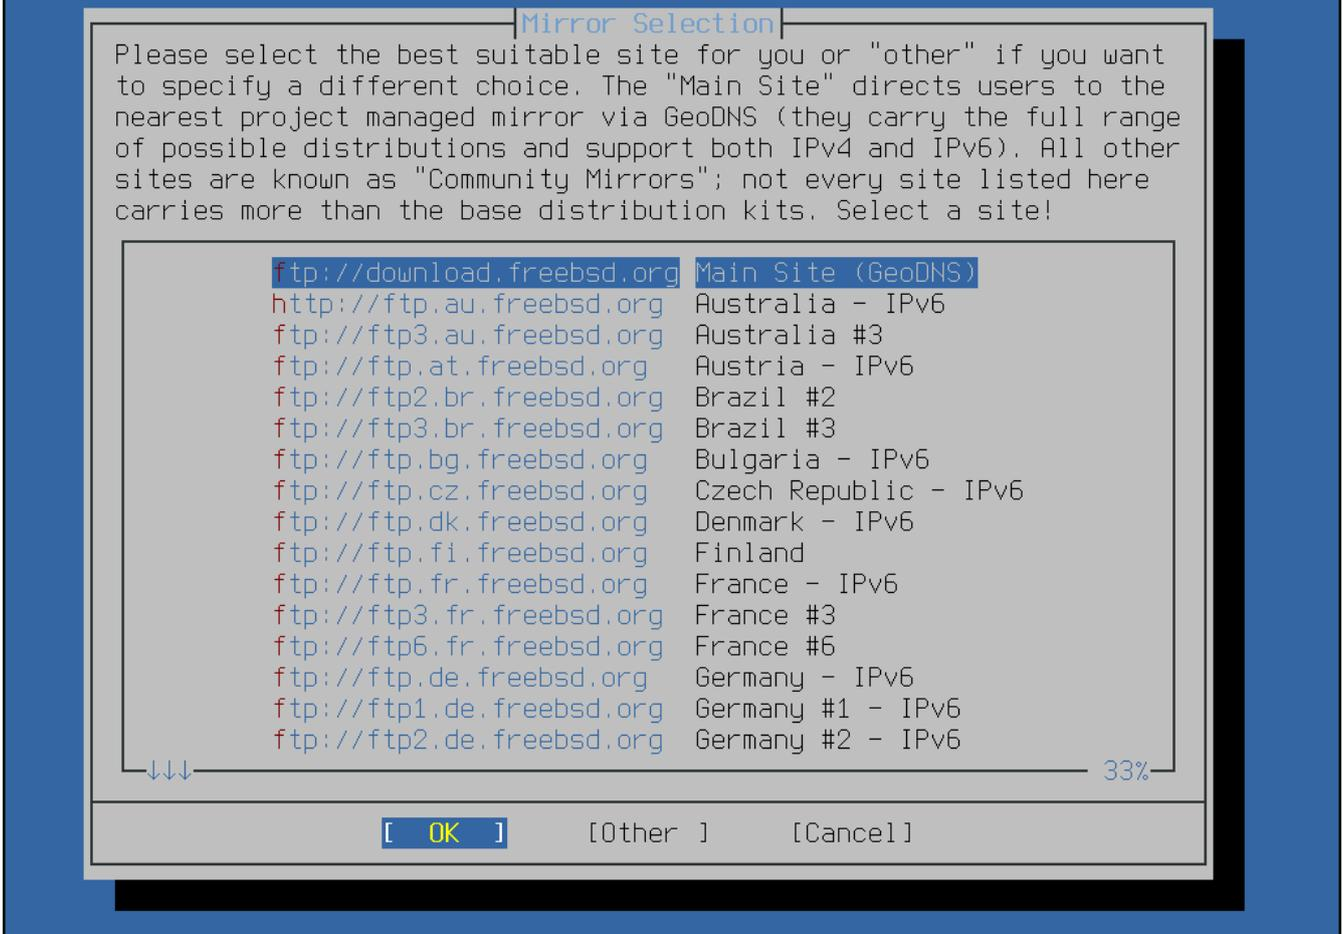 Mirror Selection
Please select the best suitable site for you or "other" if you want
to specify a different choice. The "Main Site" directs users to the
nearest project managed mirror via GeoDNS (they carry the full range
of possible distributions and support both IPv4 and IPv6). All other
sites are known as "Community Mirrors"; not every site listed here
carries more than the base distribution kits. Select a site!
ftp://download.freebsd.org Main Site (GeoDNS)
http://ftp.au.freebsd.org Australia - IPv6
ftp://ftp3.au.freebsd.org Australia #3
ftp://ftp.at.freebsd.org Austria - IPv6
ftp://ftp2.br.freebsd.org Brazil #2
ftp://ftp3.br.freebsd.org Brazil #3
ftp://ftp.bg.freebsd.org Bulgaria - IPv6
ftp://ftp.cz.freebsd.org Czech Republic - IPv6
ftp://ftp.dk.freebsd.org Denmark - IPv6
ftp://ftp.fi.freebsd.org Finland
ftp://ftp.fr.freebsd.org France - IPv6
ftp://ftp3.fr.freebsd.org France #3
ftp://ftp6.fr.freebsd.org France #6
ftp://ftp.de.freebsd.org Germany - IPv6
ftp://ftp1.de.freebsd.org Germany #1 - IPv6
ftp://ftp2.de.freebsd.org Germany #2 - IPv6
↓↓↓ 33%
[ OK ] [Other ] [Cancel]